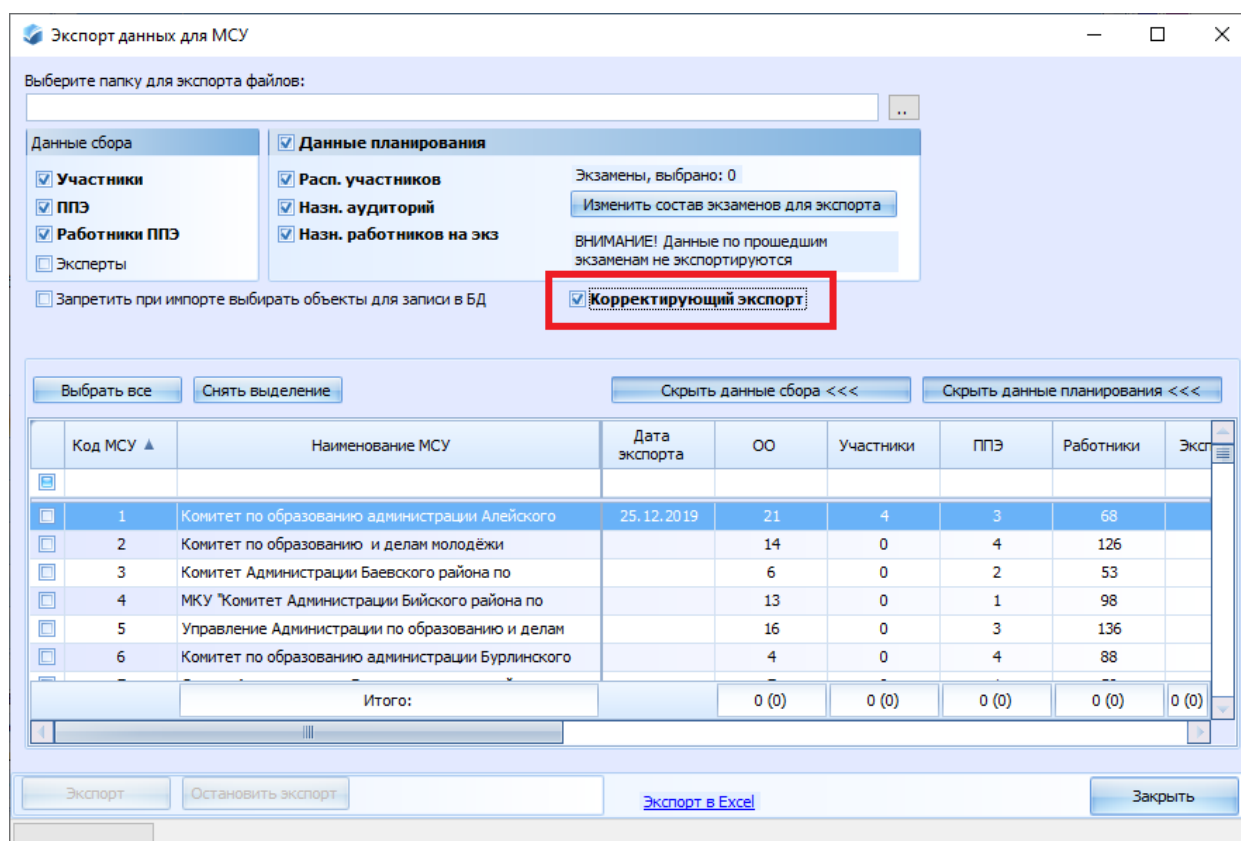 Экспорт данных для МСУ
Выберите папку для экспорта файлов:
..
Данные сбора
Участники
ППЭ
Работники ППЭ
Эксперты
Данные планирования
Расп. участников
Назн. аудиторий
Назн. работников на экз
Экзамены, выбрано: 0
Изменить состав экзаменов для экспорта
ВНИМАНИЕ! Данные по прошедшим
экзаменам не экспортируются
Запретить при импорте выбирать объекты для записи в БД
Корректирующий экспорт
Выбрать все Снять выделение Скрыть данные сбора <<< Скрыть данные планирования <<<
Код МСУ Наименование МСУ Дата экспорта ОО Участники ППЭ Работники Эксп
1 Комитет по образованию администрации Алейского 25.12.2019 21 4 3 68
2 Комитет по образованию и делам молодёжи 14 0 4 126
3 Комитет Администрации Баевского района по 6 0 2 53
4 МКУ "Комитет Администрации Бийского района по 13 0 1 98
5 Управление Администрации по образованию и делам 16 0 3 136
6 Комитет по образованию администрации Бурлинского 4 0 4 88
Итого: 0 (0) 0 (0) 0 (0) 0 (0) 0 (0)
Экспорт Остановить экспорт Экспорт в Excel Закрыть